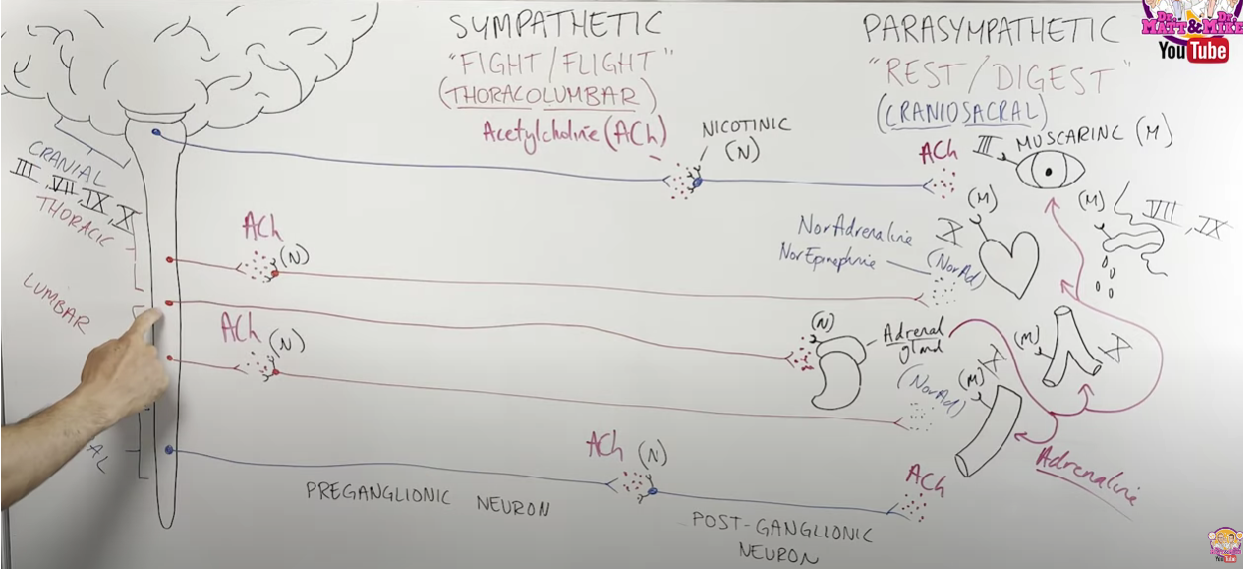 SYMPATHETIC
"FIGHT/FLIGHT"
(THORACOLUMBAR)
Acetylcholine (ACh)
NICOTINIC
(N)
PARASYMPATHETIC
"REST/DIGEST"
(CRANIOSACRAL)
Dr. Dr.
MATT & MIKE
YouTube
CRANIAL
III, VII, IX, X
THORACIC
LUMBAR
AL
ACh
(N)
ACh
(N)
ACh
III
MUSCARINC (M)
(M)
(M)
VII, IX
NorAdrenaline
NorEpinephrine
X
(NorAd)
(N)
Adrenal
gland
(M)
X
(NorAd)
(M)
X
Adrenaline
ACh
(N)
ACh
PREGANGLIONIC NEURON
POST-GANGLIONIC
NEURON